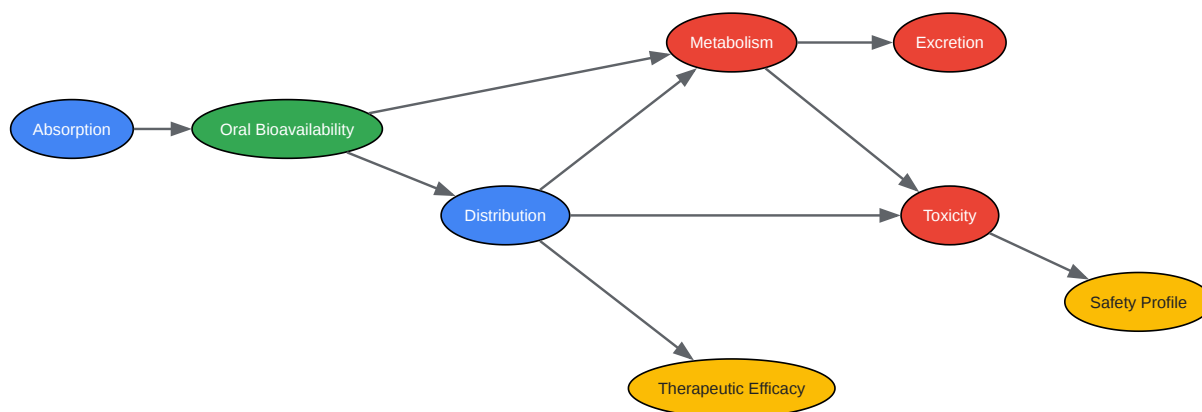 Metabolism
Excretion
Absorption
Oral Bioavailability
Distribution
Toxicity
Safety Profile
Therapeutic Efficacy